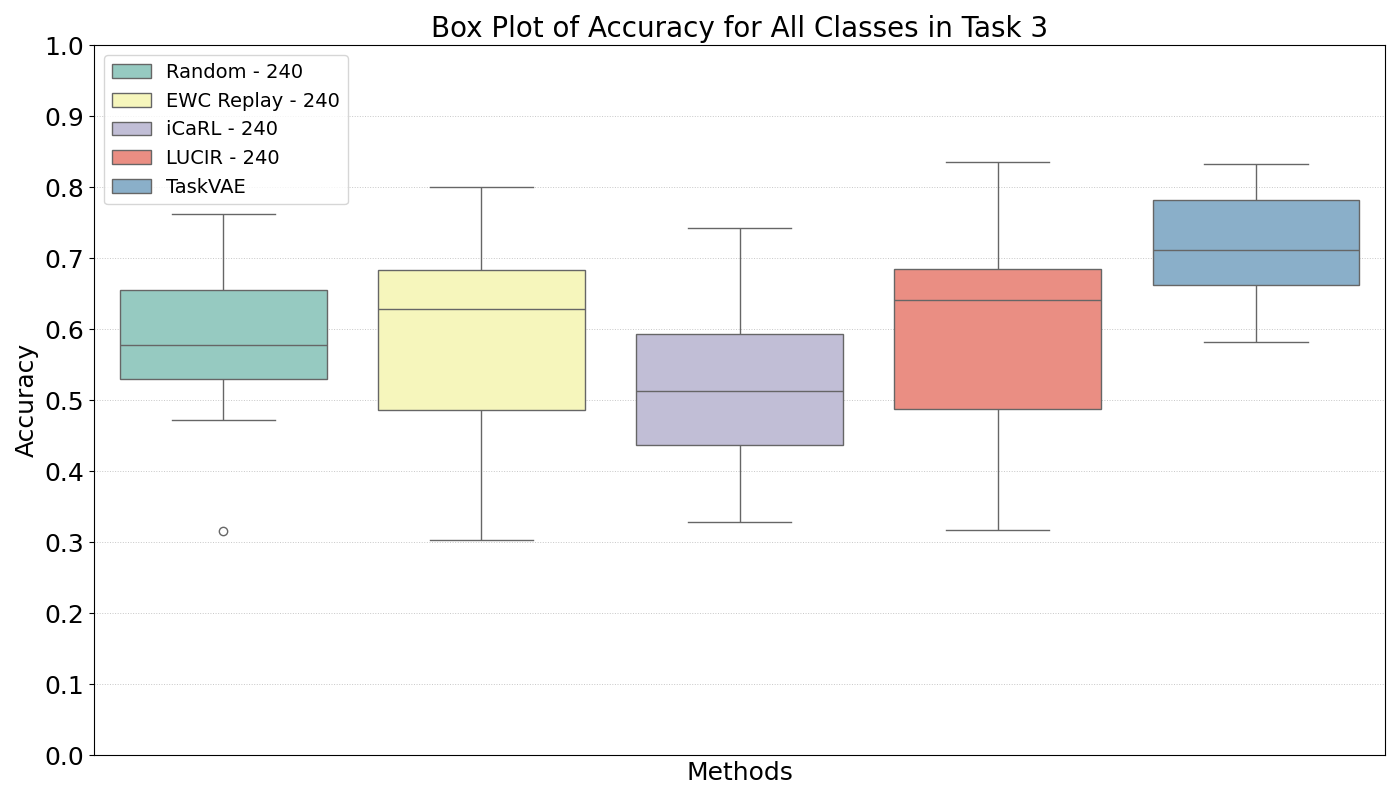 Box Plot of Accuracy for All Classes in Task 3
1.0
0.9
0.8
0.7
0.6
0.5
0.4
0.3
0.2
0.1
0.0
Accuracy
Random - 240
EWC Replay - 240
iCaRL - 240
LUCIR - 240
TaskVAE
Methods